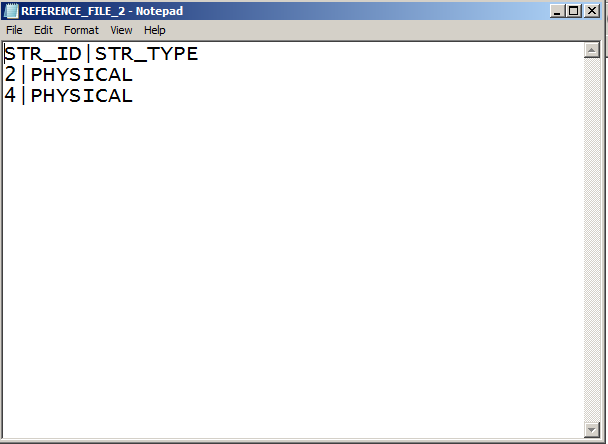 REFERENCE_FILE_2 - Notepad
File Edit Format View Help
STR_ID|STR_TYPE
2|PHYSICAL
4|PHYSICAL